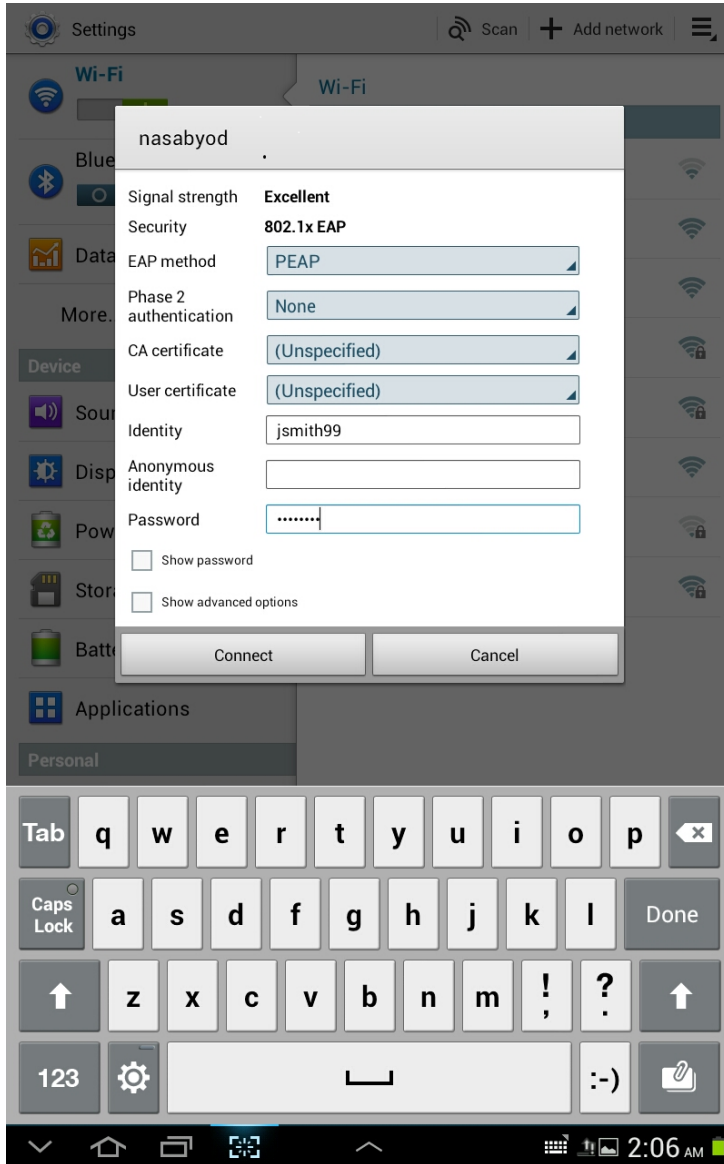 Settings
Scan
Add network
Wi-Fi
Wi-Fi
nasabyod
Blue
Signal strength Excellent
Security 802.1x EAP
Data
EAP method PEAP
Phase 2
authentication None
More..
CA certificate (Unspecified)
Device
User certificate (Unspecified)
Soun
Identity jsmith99
Anonymous
identity
Disp
Password ••••••••
Pow
Show password
Stora
Show advanced options
Batte
Connect Cancel
Applications
Personal
Tab q w e r t y u i o p
Caps
Lock a s d f g h j k l Done
z x c v b n m ! , ? .
123 :-)
2:06 AM